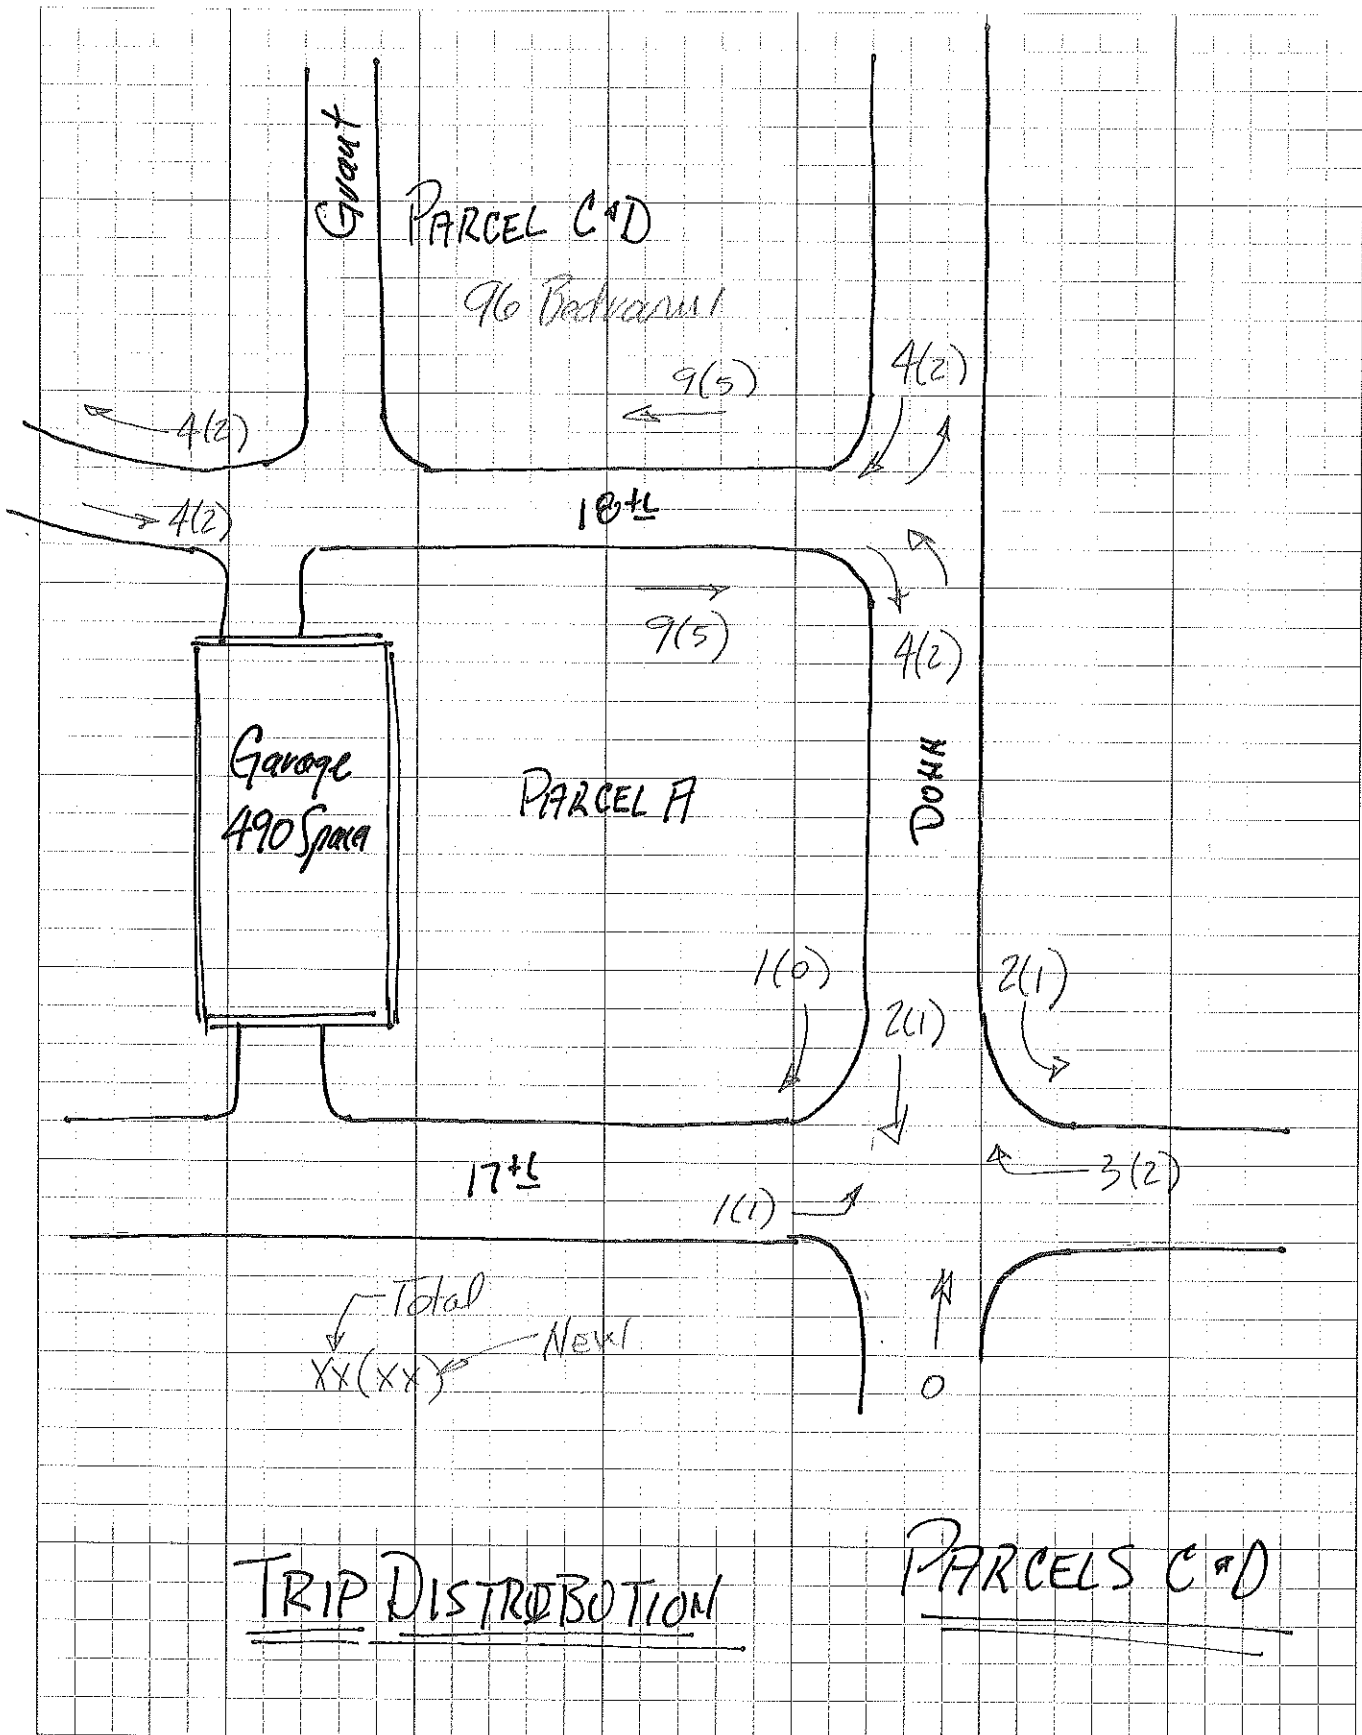 Grant
PARCEL C&D
96 Bedrooms
9(5)
4(2)
4(2)
18th
4(2)
9(5)
4(2)
Garage
490 Spaces
PARCEL A
DOHN
1(0)
2(1)
2(1)
17th
3(2)
1(1)
Total
New
XX(XX)
0
TRIP DISTRIBUTION
PARCELS C&D